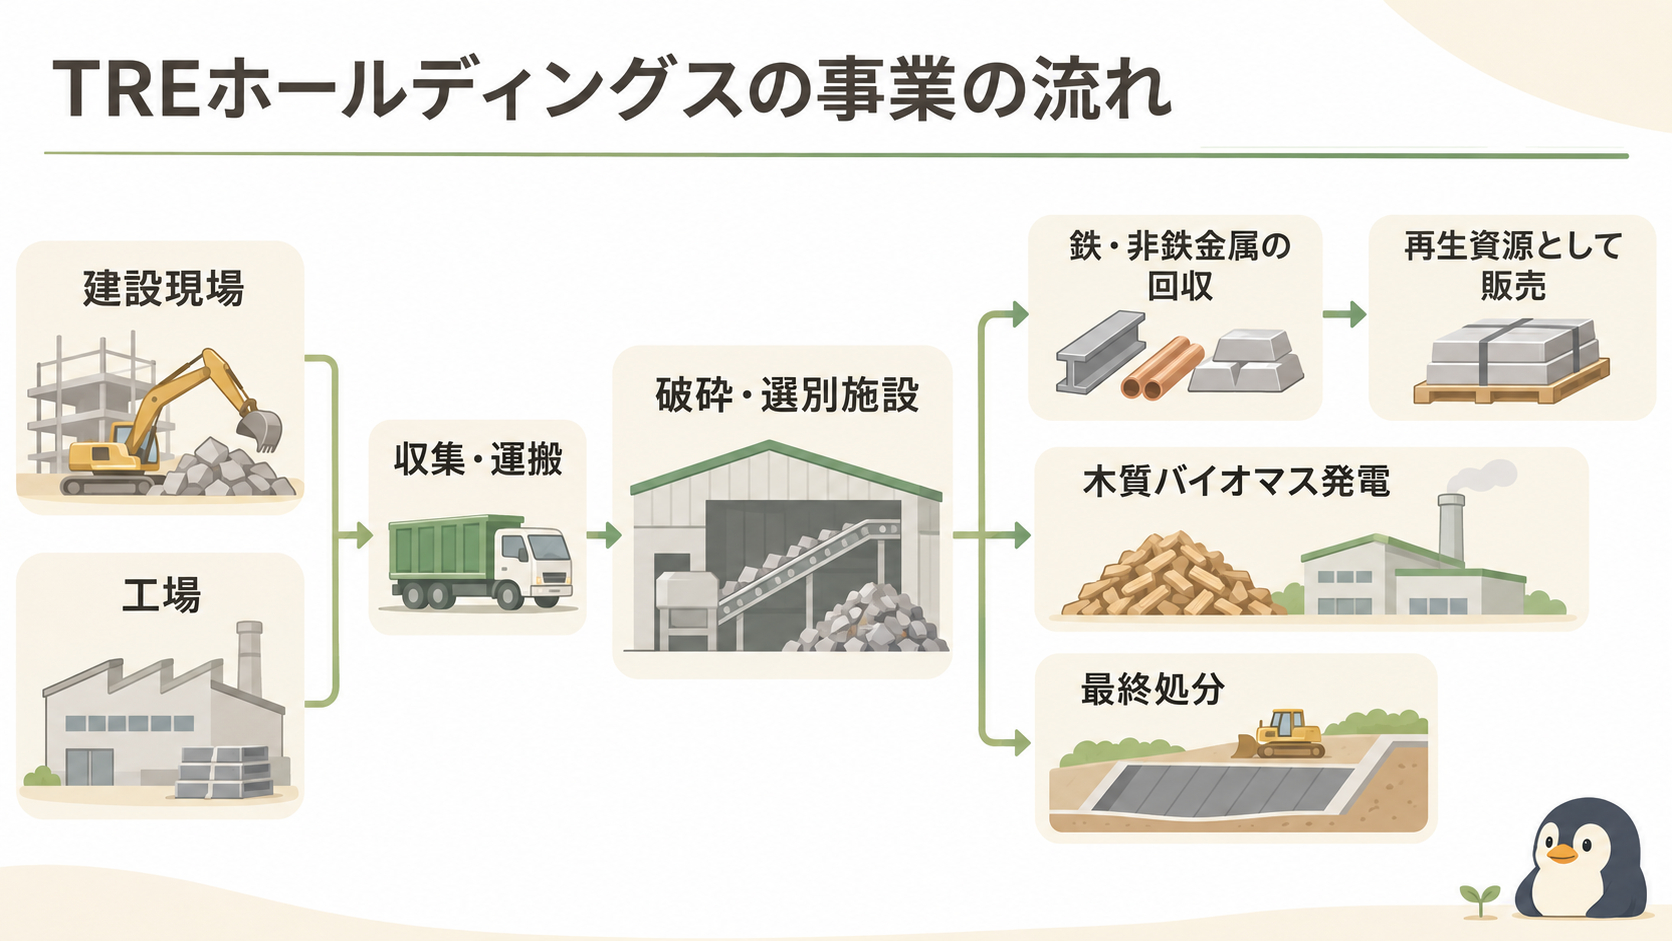 TREホールディングスの事業の流れ
建設現場
工場
収集・運搬
破砕・選別施設
鉄・非鉄金属の
回収
再生資源として
販売
木質バイオマス発電
最終処分